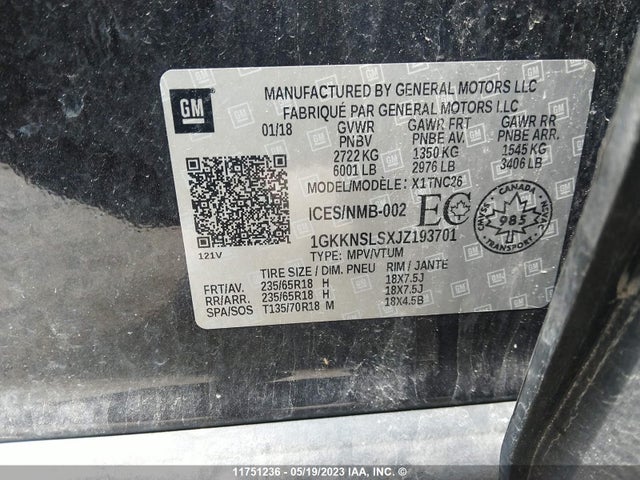 GM
MANUFACTURED BY GENERAL MOTORS LLC
FABRIQUÉ PAR GENERAL MOTORS LLC
01/18 GVWR GAWR FRT GAWR RR
PNBV PNBE AV. PNBE ARR.
2722 KG 1350 KG 1545 KG
6001 LB 2976 LB 3406 LB
MODEL/MODÈLE: X1TNC26
ICES/NMB-002 EC
CANADA
985
CMVSS
NSVAC
1GKKNSLSXJZ193701
121V
TYPE: MPV/VTUM
TIRE SIZE / DIM. PNEU RIM / JANTE
FRT/AV. 235/65R18 H 18X7.5J
RR/ARR. 235/65R18 H 18X7.5J
SPA/SOS T135/70R18 M 18X4.5B
11751236 - 05/19/2023 IAA, INC. ©